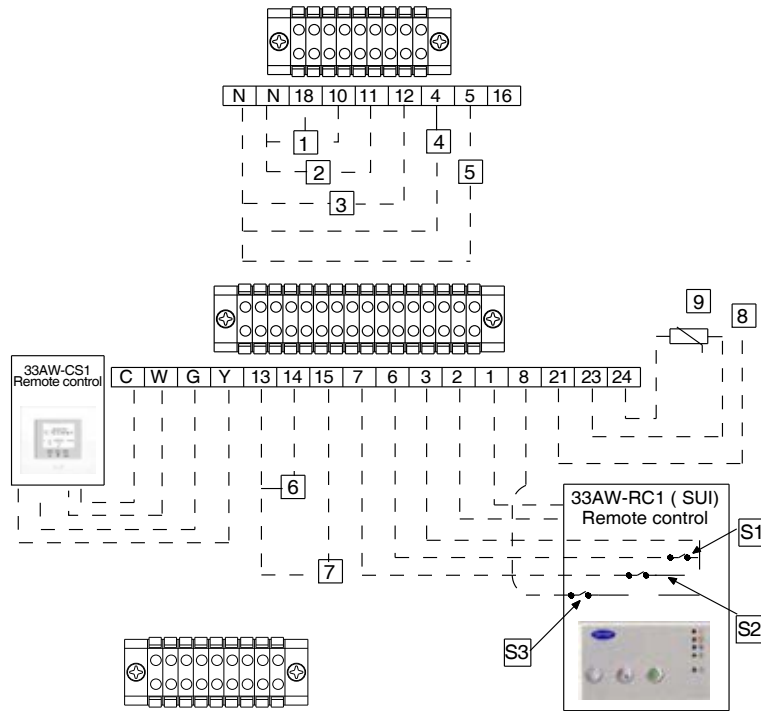 N N 18 10 11 12 4 5 16
1 4
2 5
3
9
8
33AW-CS1
Remote control
C W G Y 13 14 15 7 6 3 2 1 8 21 23 24
6
33AW-RC1 ( SUI)
Remote control
S1
7
S2
S3